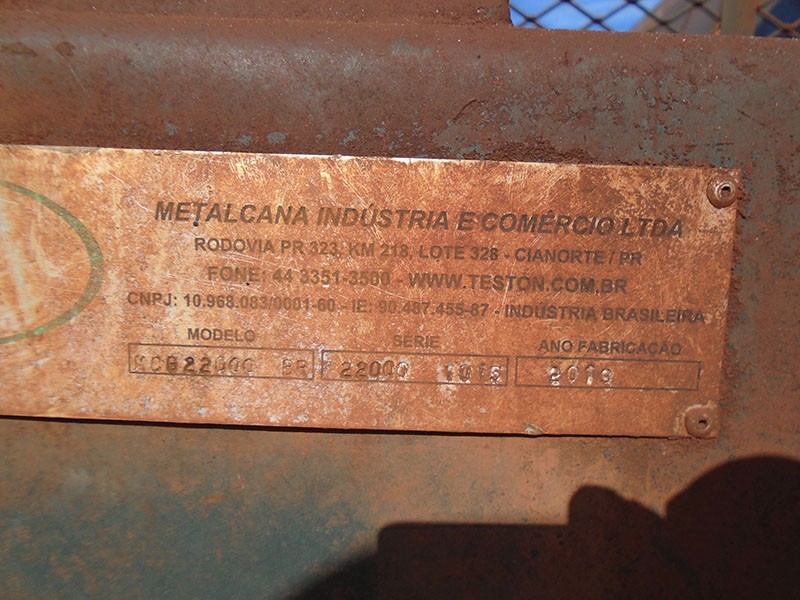 METALCANA INDÚSTRIA E COMÉRCIO LTDA
RODOVIA PR 323, KM 218, LOTE 328 - CIANORTE / PR
FONE: 44 3351-3500 - WWW.TESTON.COM.BR
CNPJ: 10.968.083/0001-60 - IE: 90.487.455-87 - INDÚSTRIA BRASILEIRA
MODELO SERIE ANO FABRICAÇÃO
22000